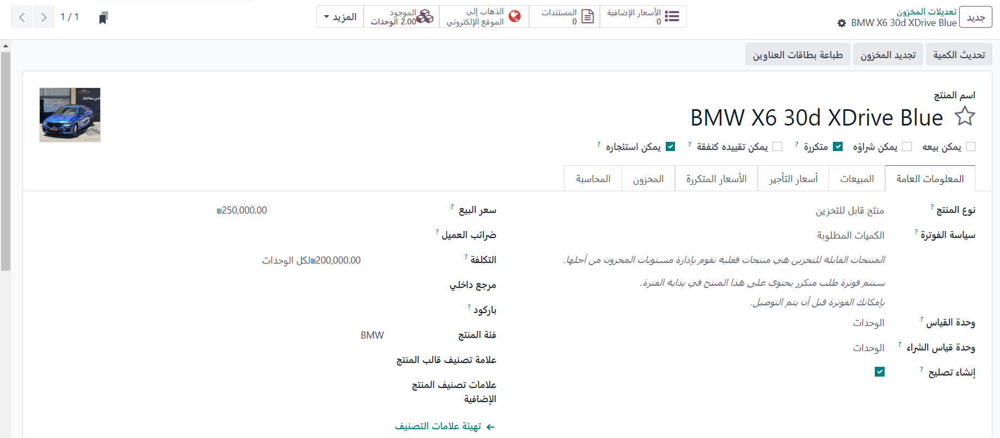 جديد
تعديلات المخزون
BMW X6 30d XDrive Blue
الأسعار الإضافية
0
المستندات
0
الذهاب إلى
الموقع الإلكتروني
الموجود
2.00 الوحدات
المزيد
1 / 1
تحديث الكمية
تجديد المخزون
طباعة بطاقات العناوين
اسم المنتج
BMW X6 30d XDrive Blue
يمكن بيعه
يمكن شراؤه
متكررة ?
يمكن تقييده كنفقة ?
يمكن استئجاره ?
المعلومات العامة
المبيعات
أسعار التأجير
الأسعار المتكررة
المخزون
المحاسبة
نوع المنتج ?
منتج قابل للتخزين
سياسة الفوترة ?
الكميات المطلوبة
المنتجات القابلة للتخزين هي منتجات فعلية تقوم بإدارة مستويات المخزون من أجلها.
ستتم فوترة طلب متكرر يحتوي على هذا المنتج في بداية الفترة.
بإمكانك الفوترة قبل أن يتم التوصيل.
وحدة القياس ?
الوحدات
وحدة قياس الشراء ?
الوحدات
إنشاء تصليح ?
سعر البيع ?
₪250,000.00
ضرائب العميل ?
التكلفة ?
₪200,000.00لكل الوحدات
مرجع داخلي
باركود ?
فئة المنتج
BMW
علامة تصنيف قالب المنتج
علامات تصنيف المنتج
الإضافية
تهيئة علامات التصنيف